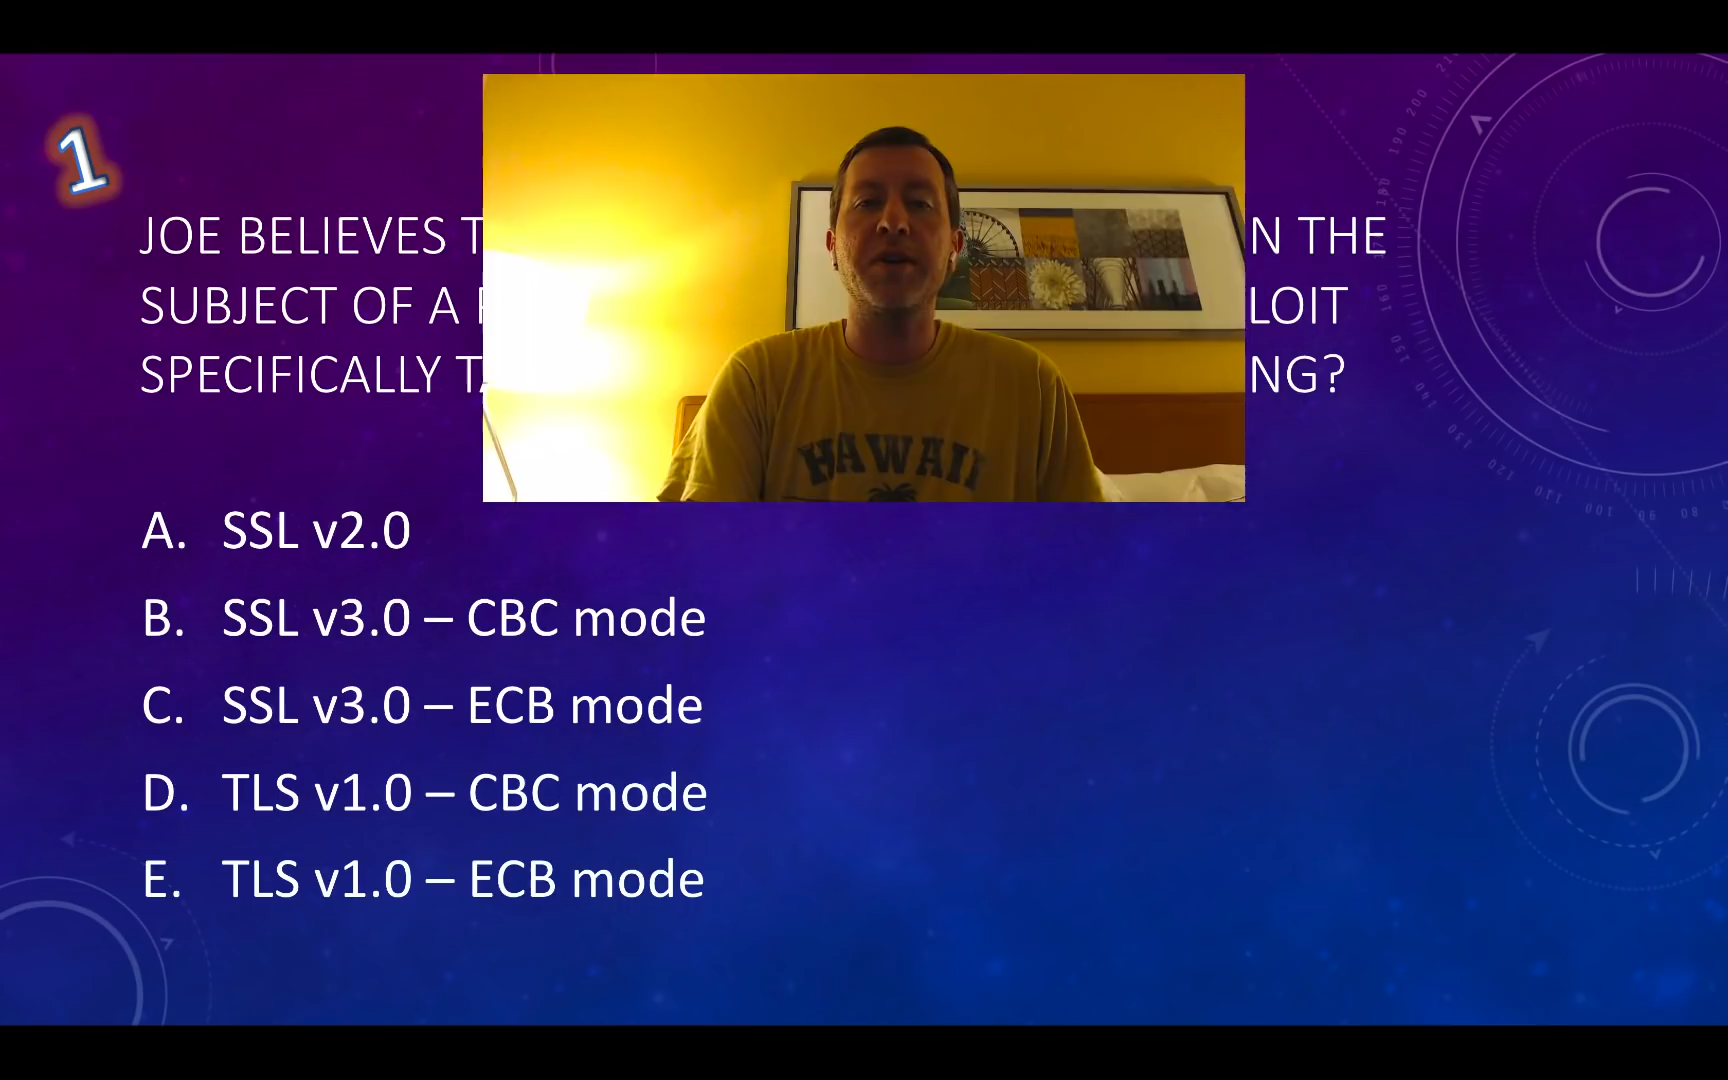 1
JOE BELIEVES N THE
SUBJECT OF A LOIT
SPECIFICALLY NG?
HAWAII
A. SSL v2.0
B. SSL v3.0 – CBC mode
C. SSL v3.0 – ECB mode
D. TLS v1.0 – CBC mode
E. TLS v1.0 – ECB mode